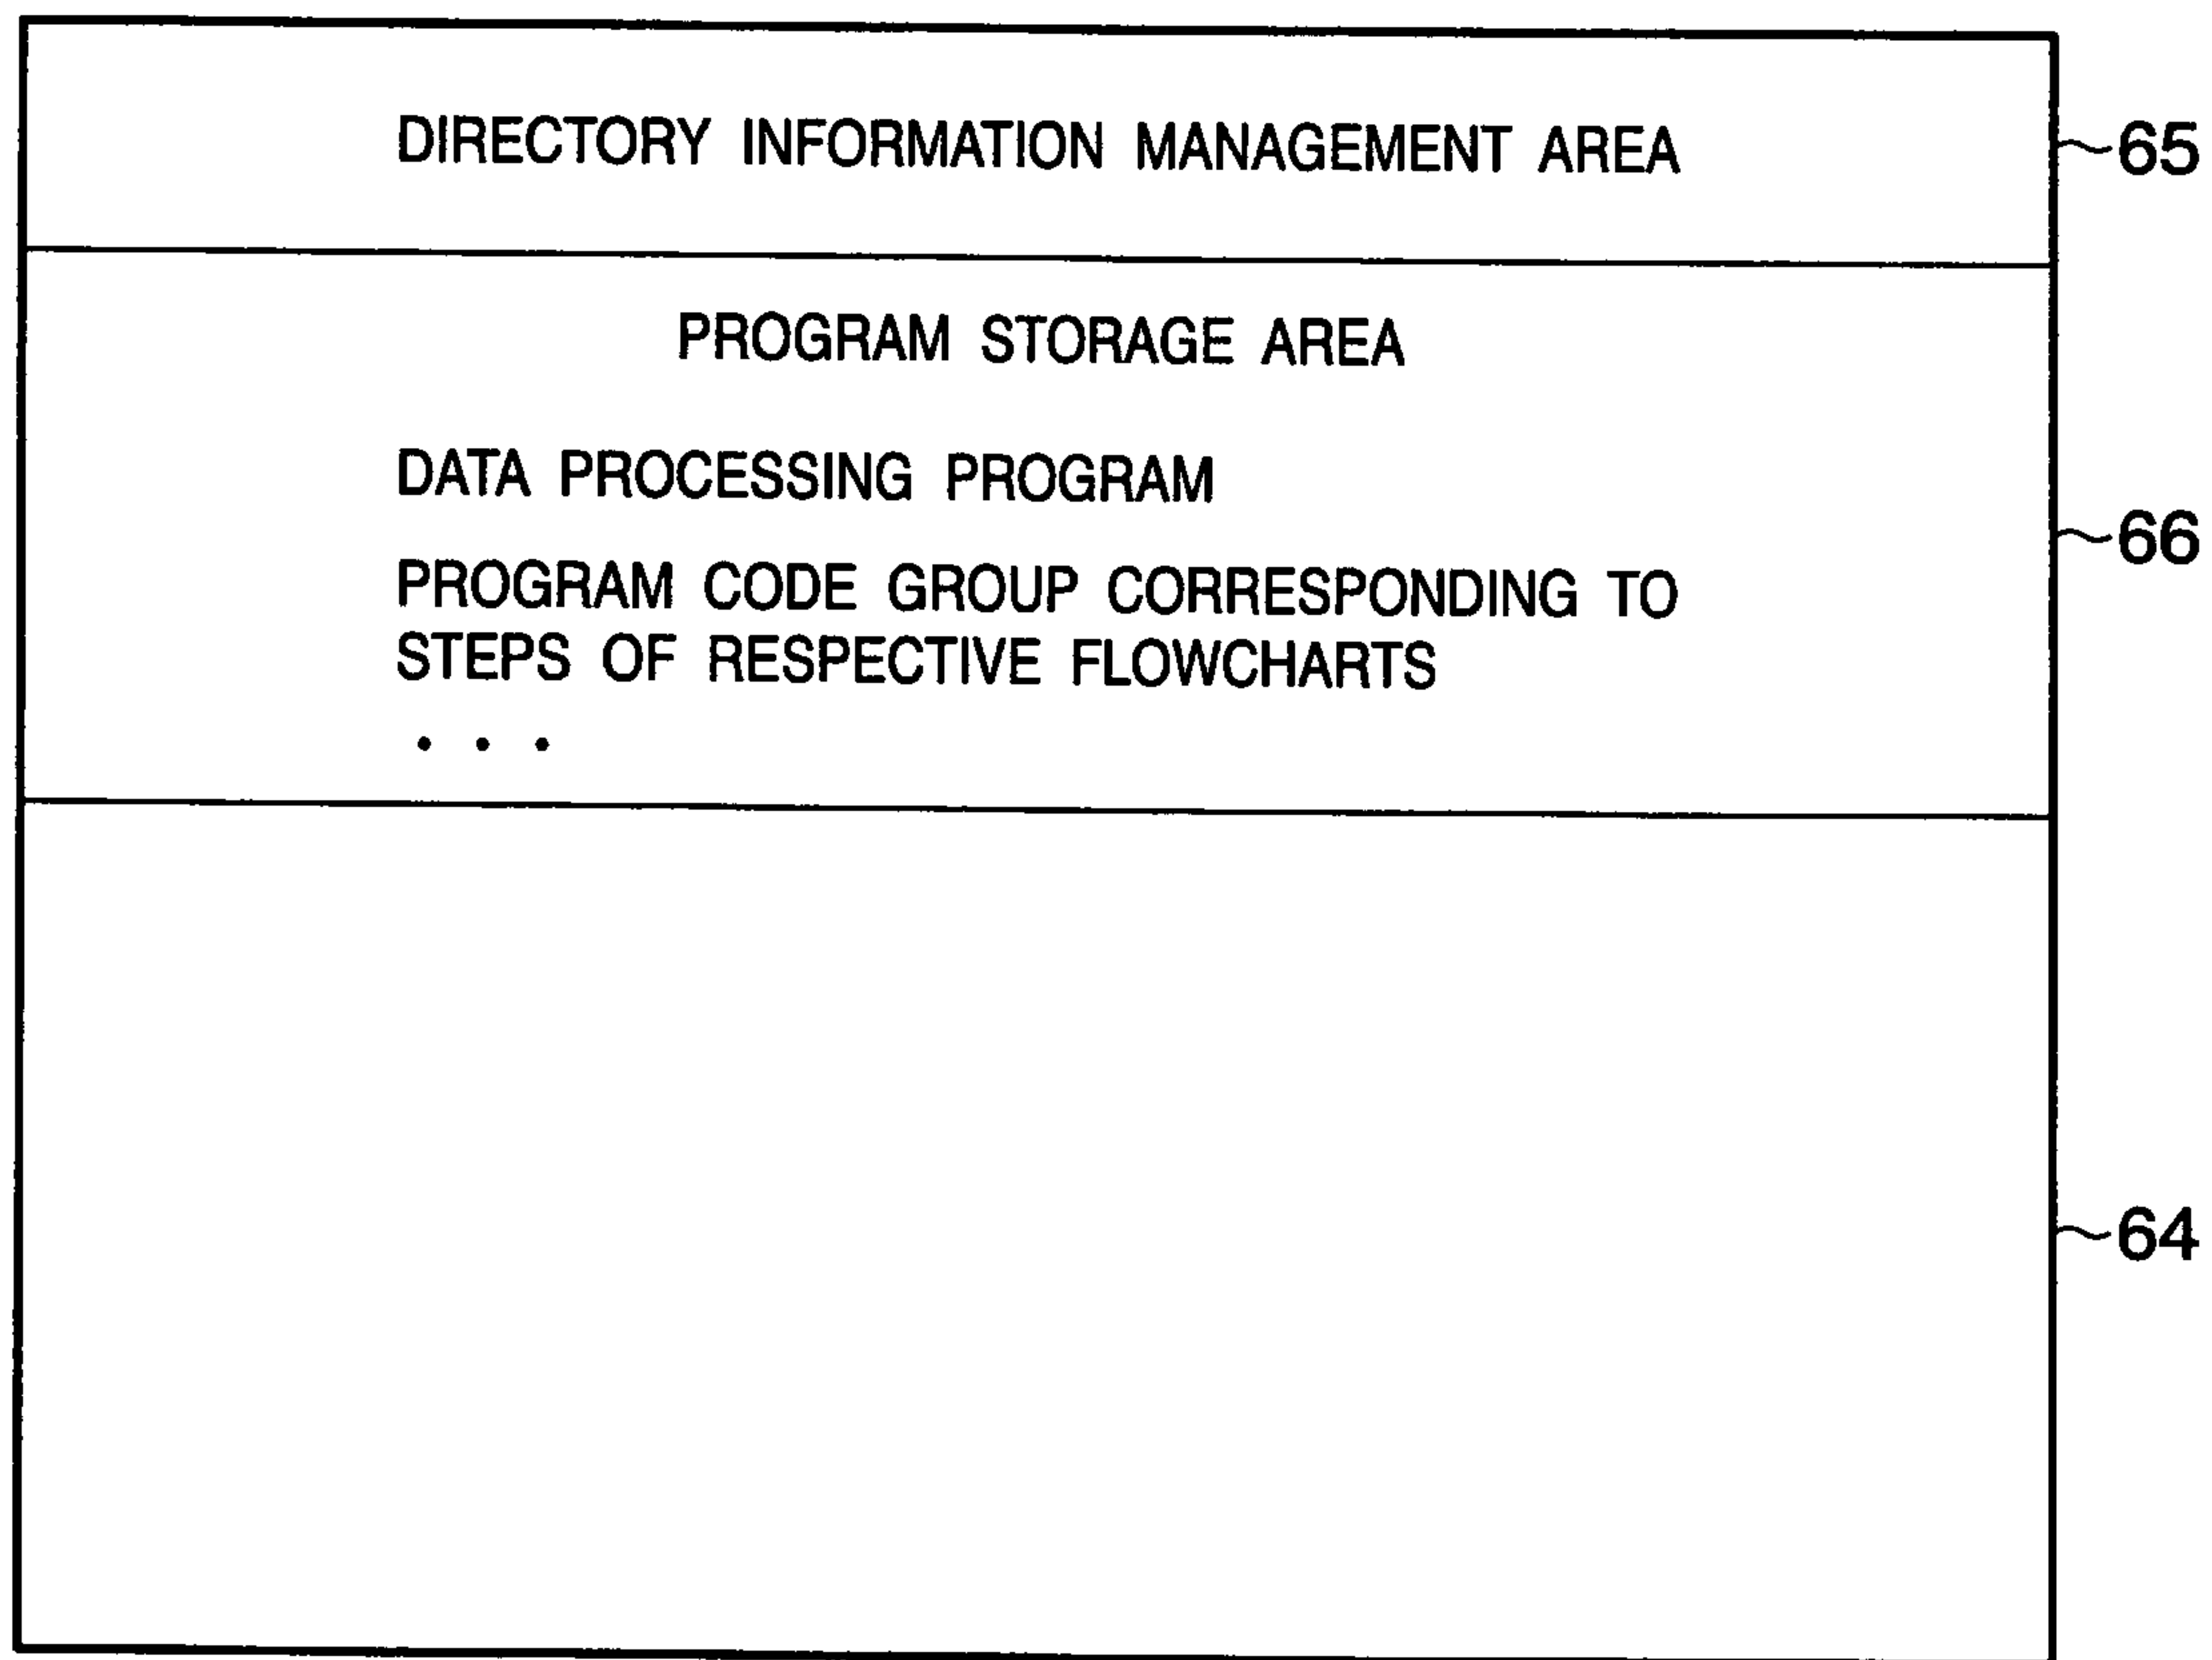 DIRECTORY INFORMATION MANAGEMENT AREA
65
PROGRAM STORAGE AREA
DATA PROCESSING PROGRAM
66
PROGRAM CODE GROUP CORRESPONDING TO
STEPS OF RESPECTIVE FLOWCHARTS
. . .
64